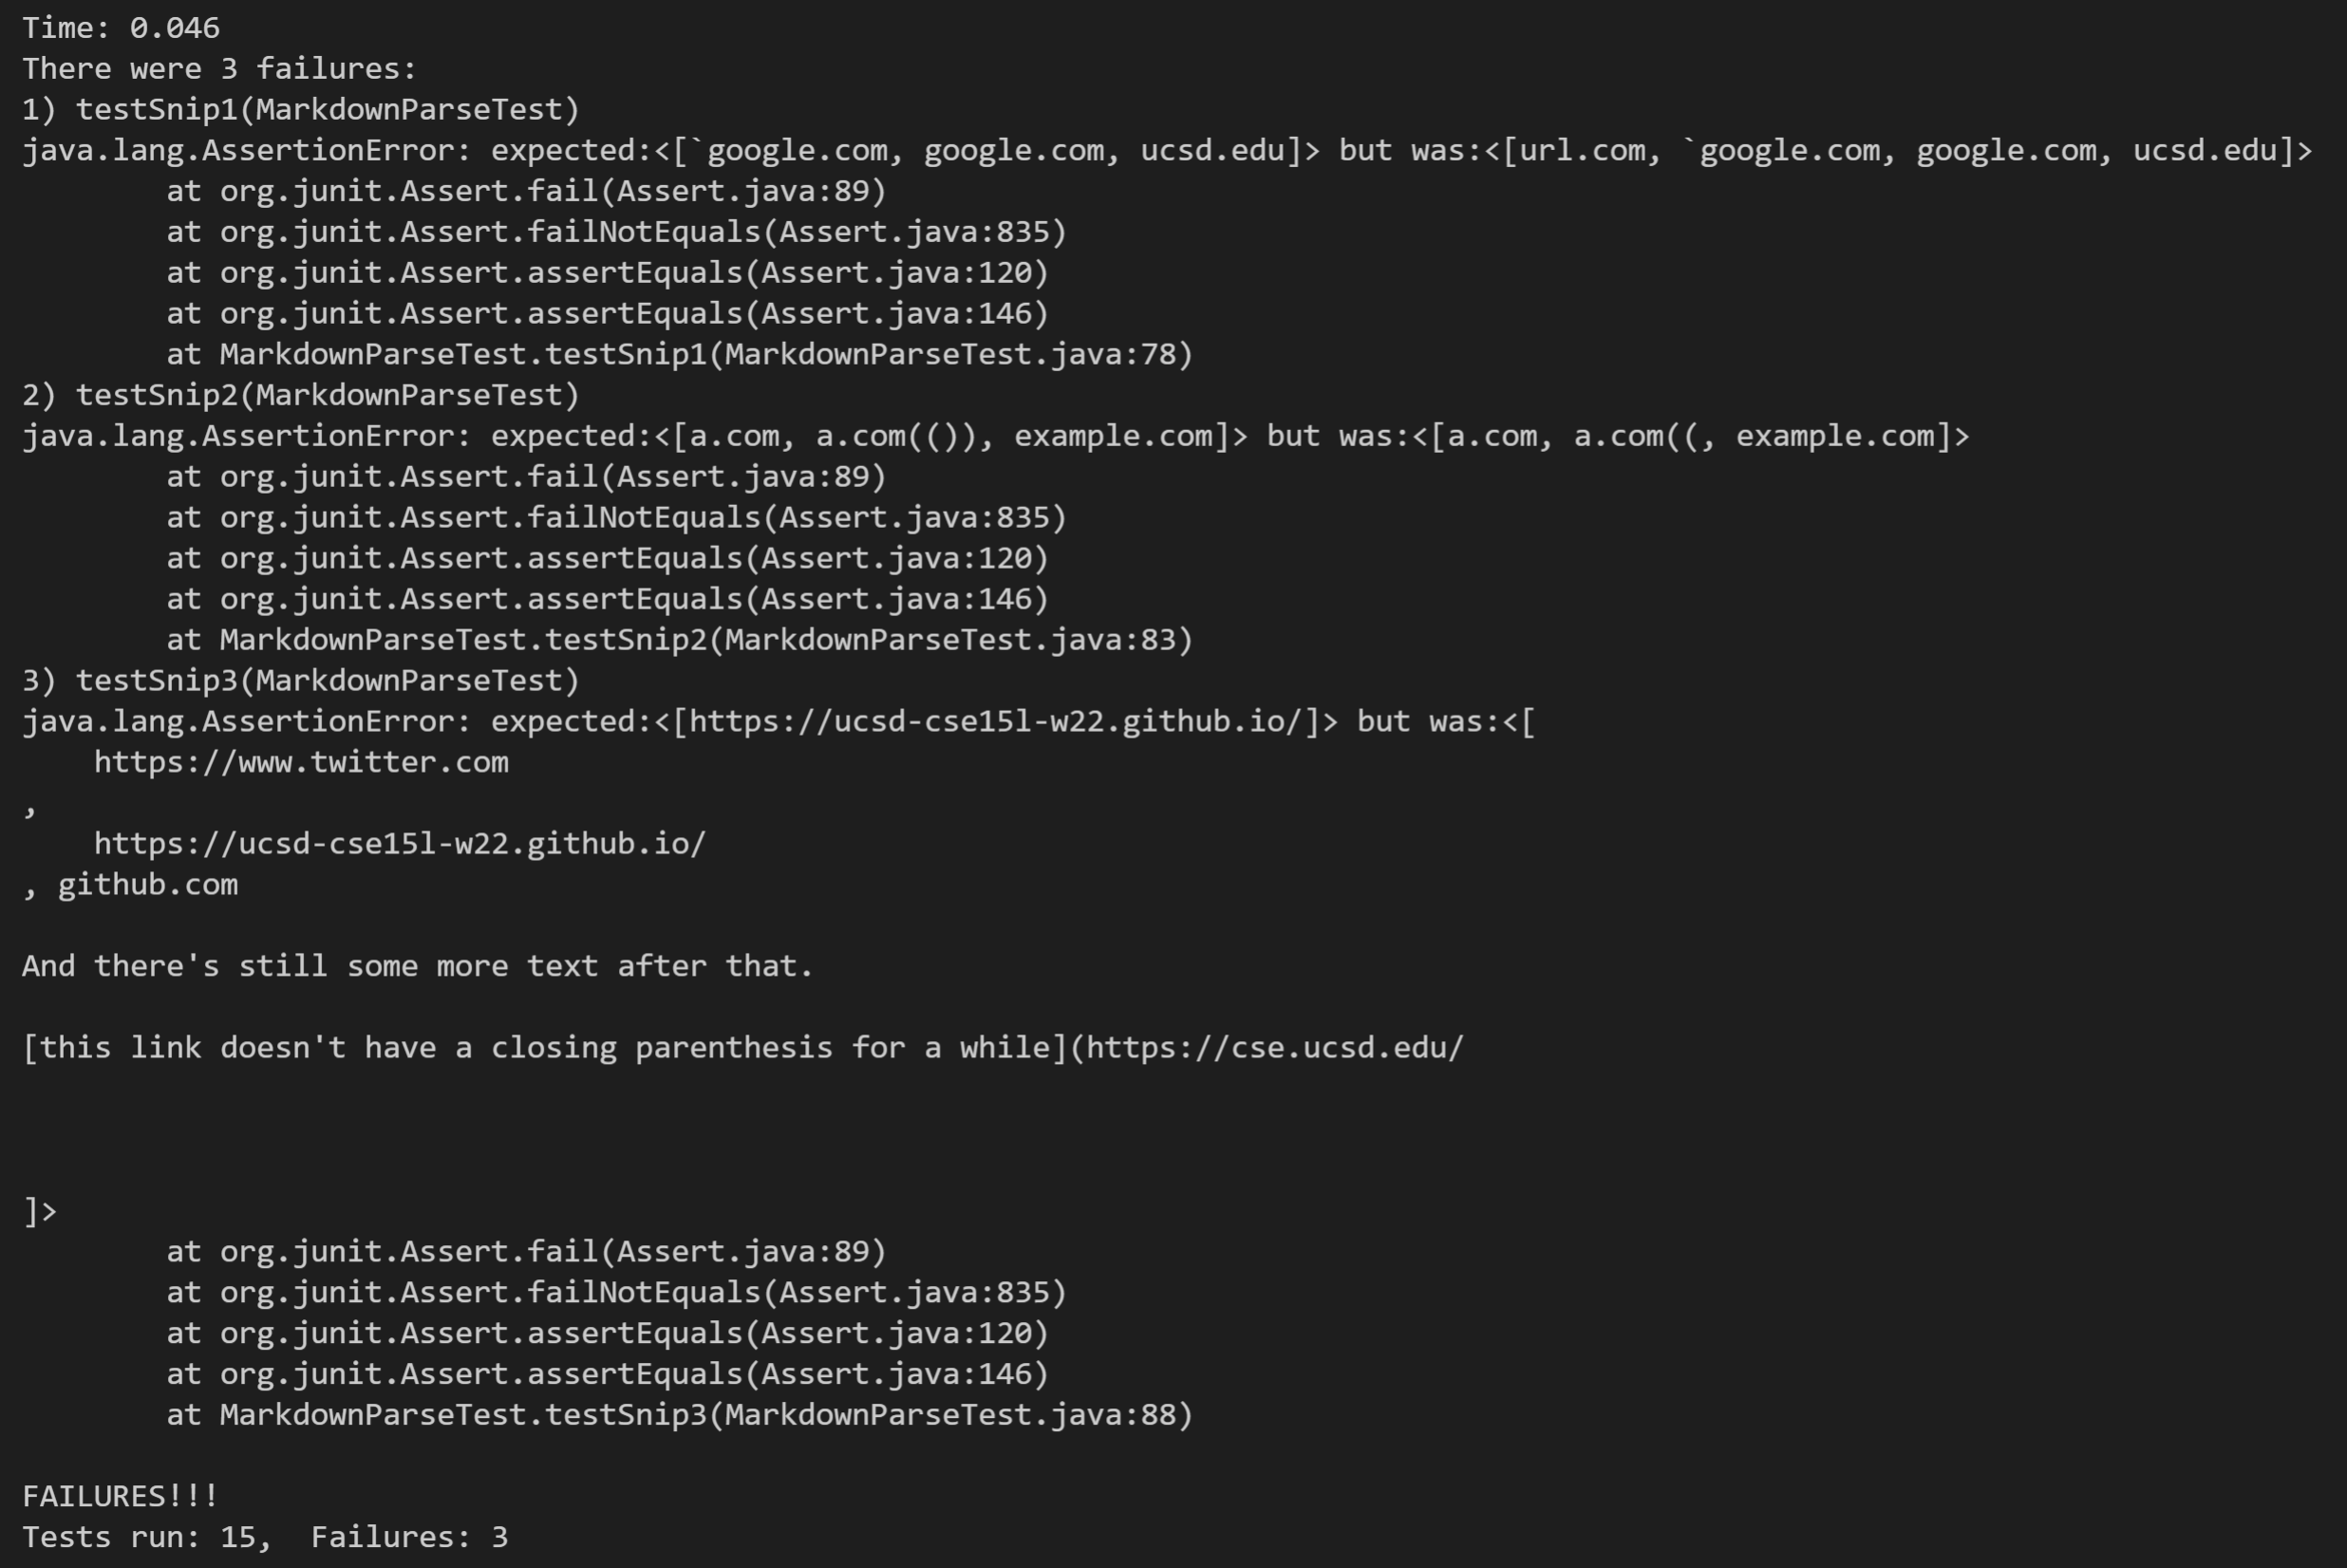 Time: 0.046
There were 3 failures:
1) testSnip1(MarkdownParseTest)
java.lang.AssertionError: expected:<[`google.com, google.com, ucsd.edu]> but was:<[url.com, `google.com, google.com, ucsd.edu]>
        at org.junit.Assert.fail(Assert.java:89)
        at org.junit.Assert.failNotEquals(Assert.java:835)
        at org.junit.Assert.assertEquals(Assert.java:120)
        at org.junit.Assert.assertEquals(Assert.java:146)
        at MarkdownParseTest.testSnip1(MarkdownParseTest.java:78)
2) testSnip2(MarkdownParseTest)
java.lang.AssertionError: expected:<[a.com, a.com(()), example.com]> but was:<[a.com, a.com((, example.com]>
        at org.junit.Assert.fail(Assert.java:89)
        at org.junit.Assert.failNotEquals(Assert.java:835)
        at org.junit.Assert.assertEquals(Assert.java:120)
        at org.junit.Assert.assertEquals(Assert.java:146)
        at MarkdownParseTest.testSnip2(MarkdownParseTest.java:83)
3) testSnip3(MarkdownParseTest)
java.lang.AssertionError: expected:<[https://ucsd-cse15l-w22.github.io/]> but was:<[
    https://www.twitter.com
,
    https://ucsd-cse15l-w22.github.io/
, github.com

And there's still some more text after that.

[this link doesn't have a closing parenthesis for a while](https://cse.ucsd.edu/



]>
        at org.junit.Assert.fail(Assert.java:89)
        at org.junit.Assert.failNotEquals(Assert.java:835)
        at org.junit.Assert.assertEquals(Assert.java:120)
        at org.junit.Assert.assertEquals(Assert.java:146)
        at MarkdownParseTest.testSnip3(MarkdownParseTest.java:88)

FAILURES!!!
Tests run: 15,  Failures: 3